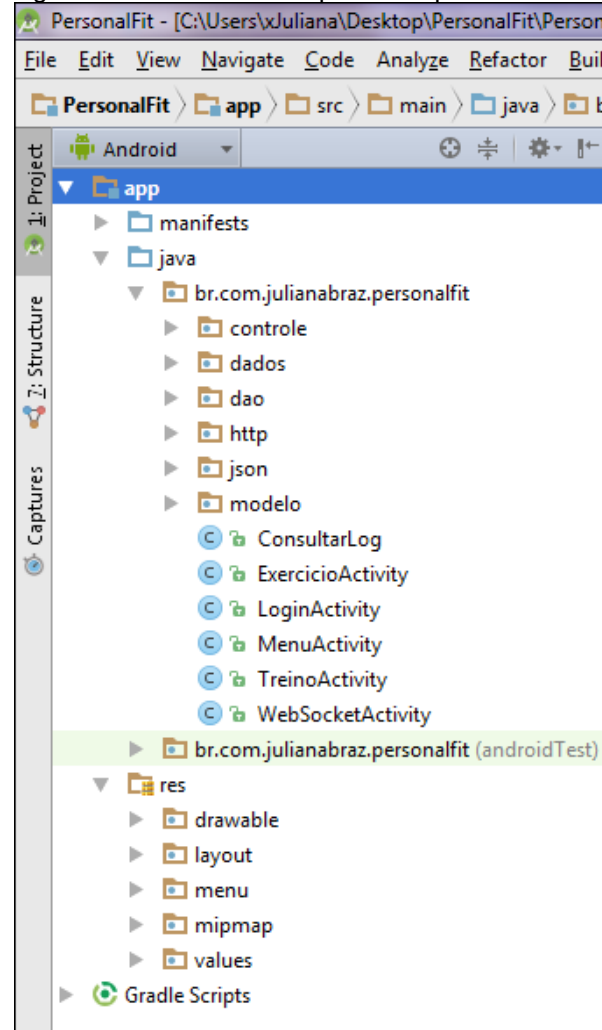 PersonalFit - [C:\Users\xJuliana\Desktop\PersonalFit\Person
File Edit View Navigate Code Analyze Refactor Buil
PersonalFit app src main java b
1: Project
7: Structure
Captures
Android
app
manifests
java
br.com.julianabraz.personalfit
controle
dados
dao
http
json
modelo
C ConsultarLog
C ExercicioActivity
C LoginActivity
C MenuActivity
C TreinoActivity
C WebSocketActivity
br.com.julianabraz.personalfit (androidTest)
res
drawable
layout
menu
mipmap
values
Gradle Scripts